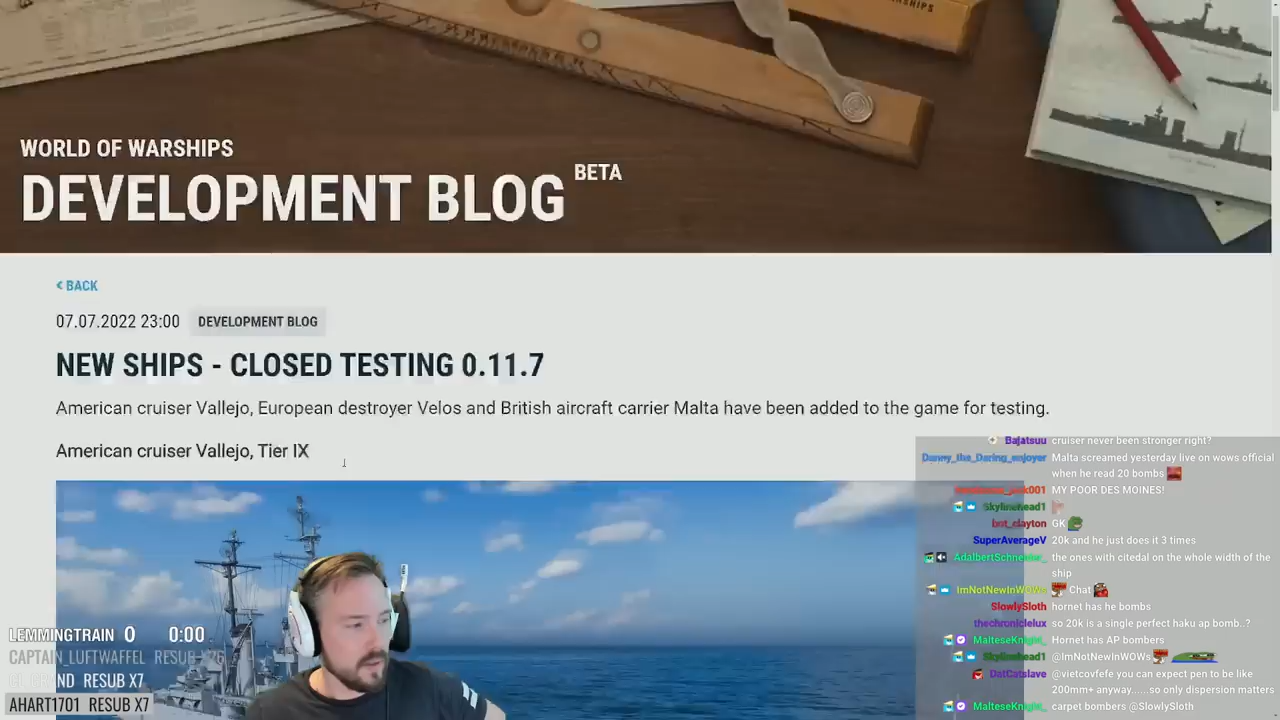 WARSHIPS
WORLD OF WARSHIPS
DEVELOPMENT BLOG BETA
< BACK
07.07.2022 23:00 DEVELOPMENT BLOG
NEW SHIPS - CLOSED TESTING 0.11.7
American cruiser Vallejo, European destroyer Velos and British aircraft carrier Malta have been added to the game for testing.
American cruiser Vallejo, Tier IX
Bajatsuu cruiser never been stronger right?
Danny_the_Daring_enjoyer Malta screamed yesterday live on wows official
when he read 20 bombs
MY POOR DES MOINES!
Skylinehead1
bot_clayton GK
SuperAverageV 20k and he just does it 3 times
the ones with citedal on the whole width of the
ship
ImNotNewInWOWs Chat
SlowlySloth hornet has he bombs
thechroniclelux so 20k is a single perfect haku ap bomb..?
MalteseKnight_ Hornet has AP bombers
Skylinehead1 @ImNotNewInWOWs
DatCatslave @vietcovfefe you can expect pen to be like
200mm+ anyway......so only dispersion matters
MalteseKnight_ carpet bombers @SlowlySloth
LEMMINGTRAIN 0 0:00
CAPTAIN_LUFTWAFFEL RESUB
RESUB X7
AHART1701 RESUB X7